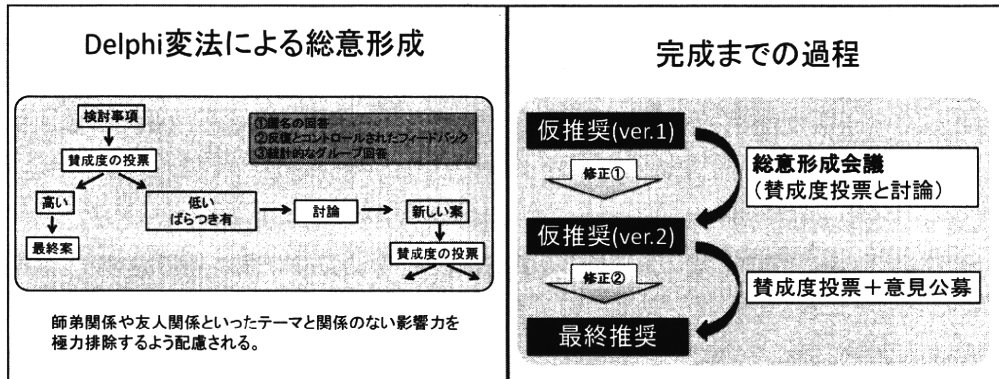 Delphi変法による総意形成
検討事項
①匿名の回答
②反復とコントロールされたフィードバック
③統計的なグループ回答
賛成度の投票
高い
低い
ばらつき有
討論
新しい案
最終案
賛成度の投票
師弟関係や友人関係といったテーマと関係のない影響力を
極力排除するよう配慮される。
完成までの過程
仮推奨(ver.1)
修正①
総意形成会議
(賛成度投票と討論)
仮推奨(ver.2)
修正②
賛成度投票+意見公募
最終推奨